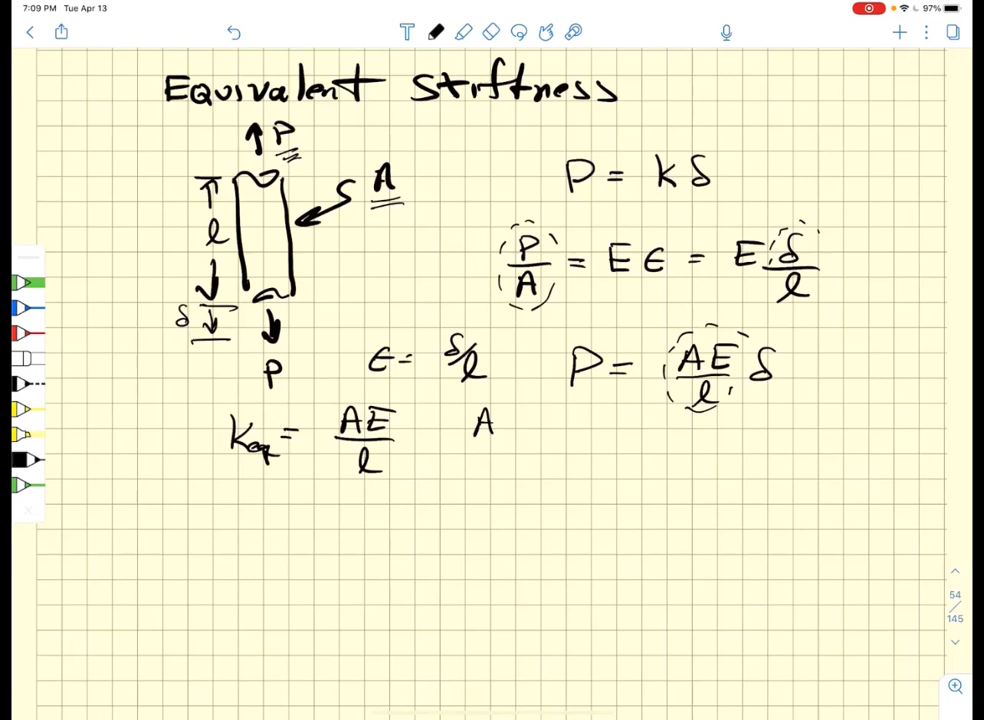 7:09 PM Tue Apr 13
97%
Equivalent Stiffness
P
A
P = kδ
l
P/A = Eϵ = E δ/l
δ
P
ϵ = δ/l
P = AE/l δ
Keq = AE/l
A
54
/
145